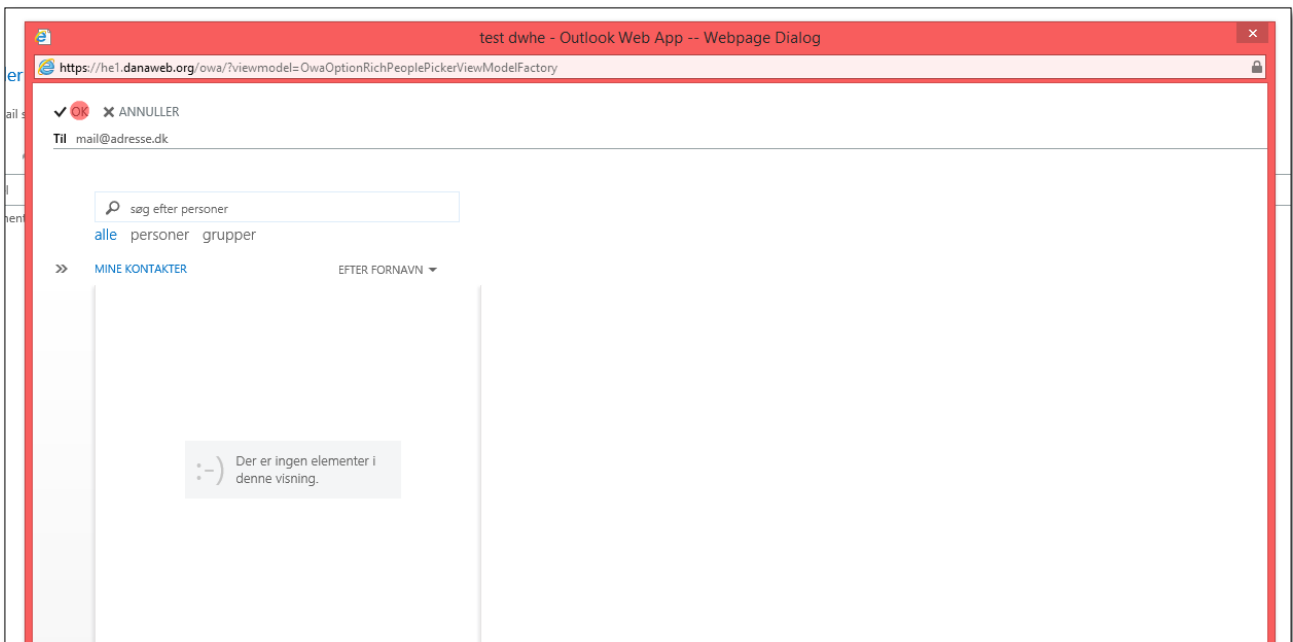 test dwhe - Outlook Web App -- Webpage Dialog
https://he1.danaweb.org/owa/?viewmodel=OwaOptionRichPeoplePickerViewModelFactory
OK ANNULLER
Til mail@adresse.dk
søg efter personer
alle personer grupper
MINE KONTAKTER EFTER FORNAVN
:-) Der er ingen elementer i
denne visning.